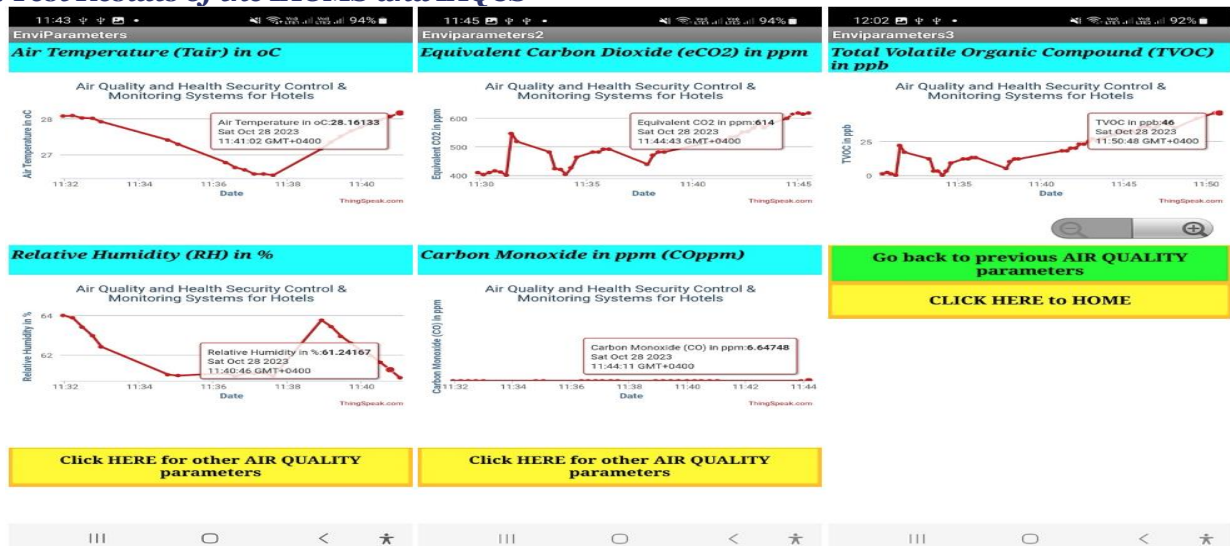 Test Results of the
11:43 94%
EnviParameters
Air Temperature (Tair) in oC
Air Quality and Health Security Control &
Monitoring Systems for Hotels
Air Temperature in oC
28
27
Air Temperature in oC:28.16133
Sat Oct 28 2023
11:41:02 GMT+0400
11:32 11:34 11:36 11:38 11:40
Date
ThingSpeak.com
Relative Humidity (RH) in %
Air Quality and Health Security Control &
Monitoring Systems for Hotels
Relative Humidity in %
64
62
Relative Humidity in %:61.24167
Sat Oct 28 2023
11:40:46 GMT+0400
11:32 11:34 11:36 11:38 11:40
Date
ThingSpeak.com
Click HERE for other AIR QUALITY
parameters
11:45 94%
Enviparameters2
Equivalent Carbon Dioxide (eCO2) in ppm
Air Quality and Health Security Control &
Monitoring Systems for Hotels
Equivalent CO2 in ppm
600
500
400
Equivalent CO2 in ppm:614
Sat Oct 28 2023
11:44:43 GMT+0400
11:30 11:35 11:40 11:45
Date
ThingSpeak.com
Carbon Monoxide in ppm (COppm)
Air Quality and Health Security Control &
Monitoring Systems for Hotels
Carbon Monoxide (CO) in ppm
Carbon Monoxide (CO) in ppm:6.64748
Sat Oct 28 2023
11:44:11 GMT+0400
11:32 11:34 11:36 11:38 11:40 11:42 11:44
Date
ThingSpeak.com
Click HERE for other AIR QUALITY
parameters
12:02 92%
Enviparameters3
Total Volatile Organic Compound (TVOC)
in ppb
Air Quality and Health Security Control &
Monitoring Systems for Hotels
TVOC in ppb
25
0
TVOC in ppb:46
Sat Oct 28 2023
11:50:48 GMT+0400
11:35 11:40 11:45 11:50
Date
ThingSpeak.com
Go back to previous AIR QUALITY
parameters
CLICK HERE to HOME